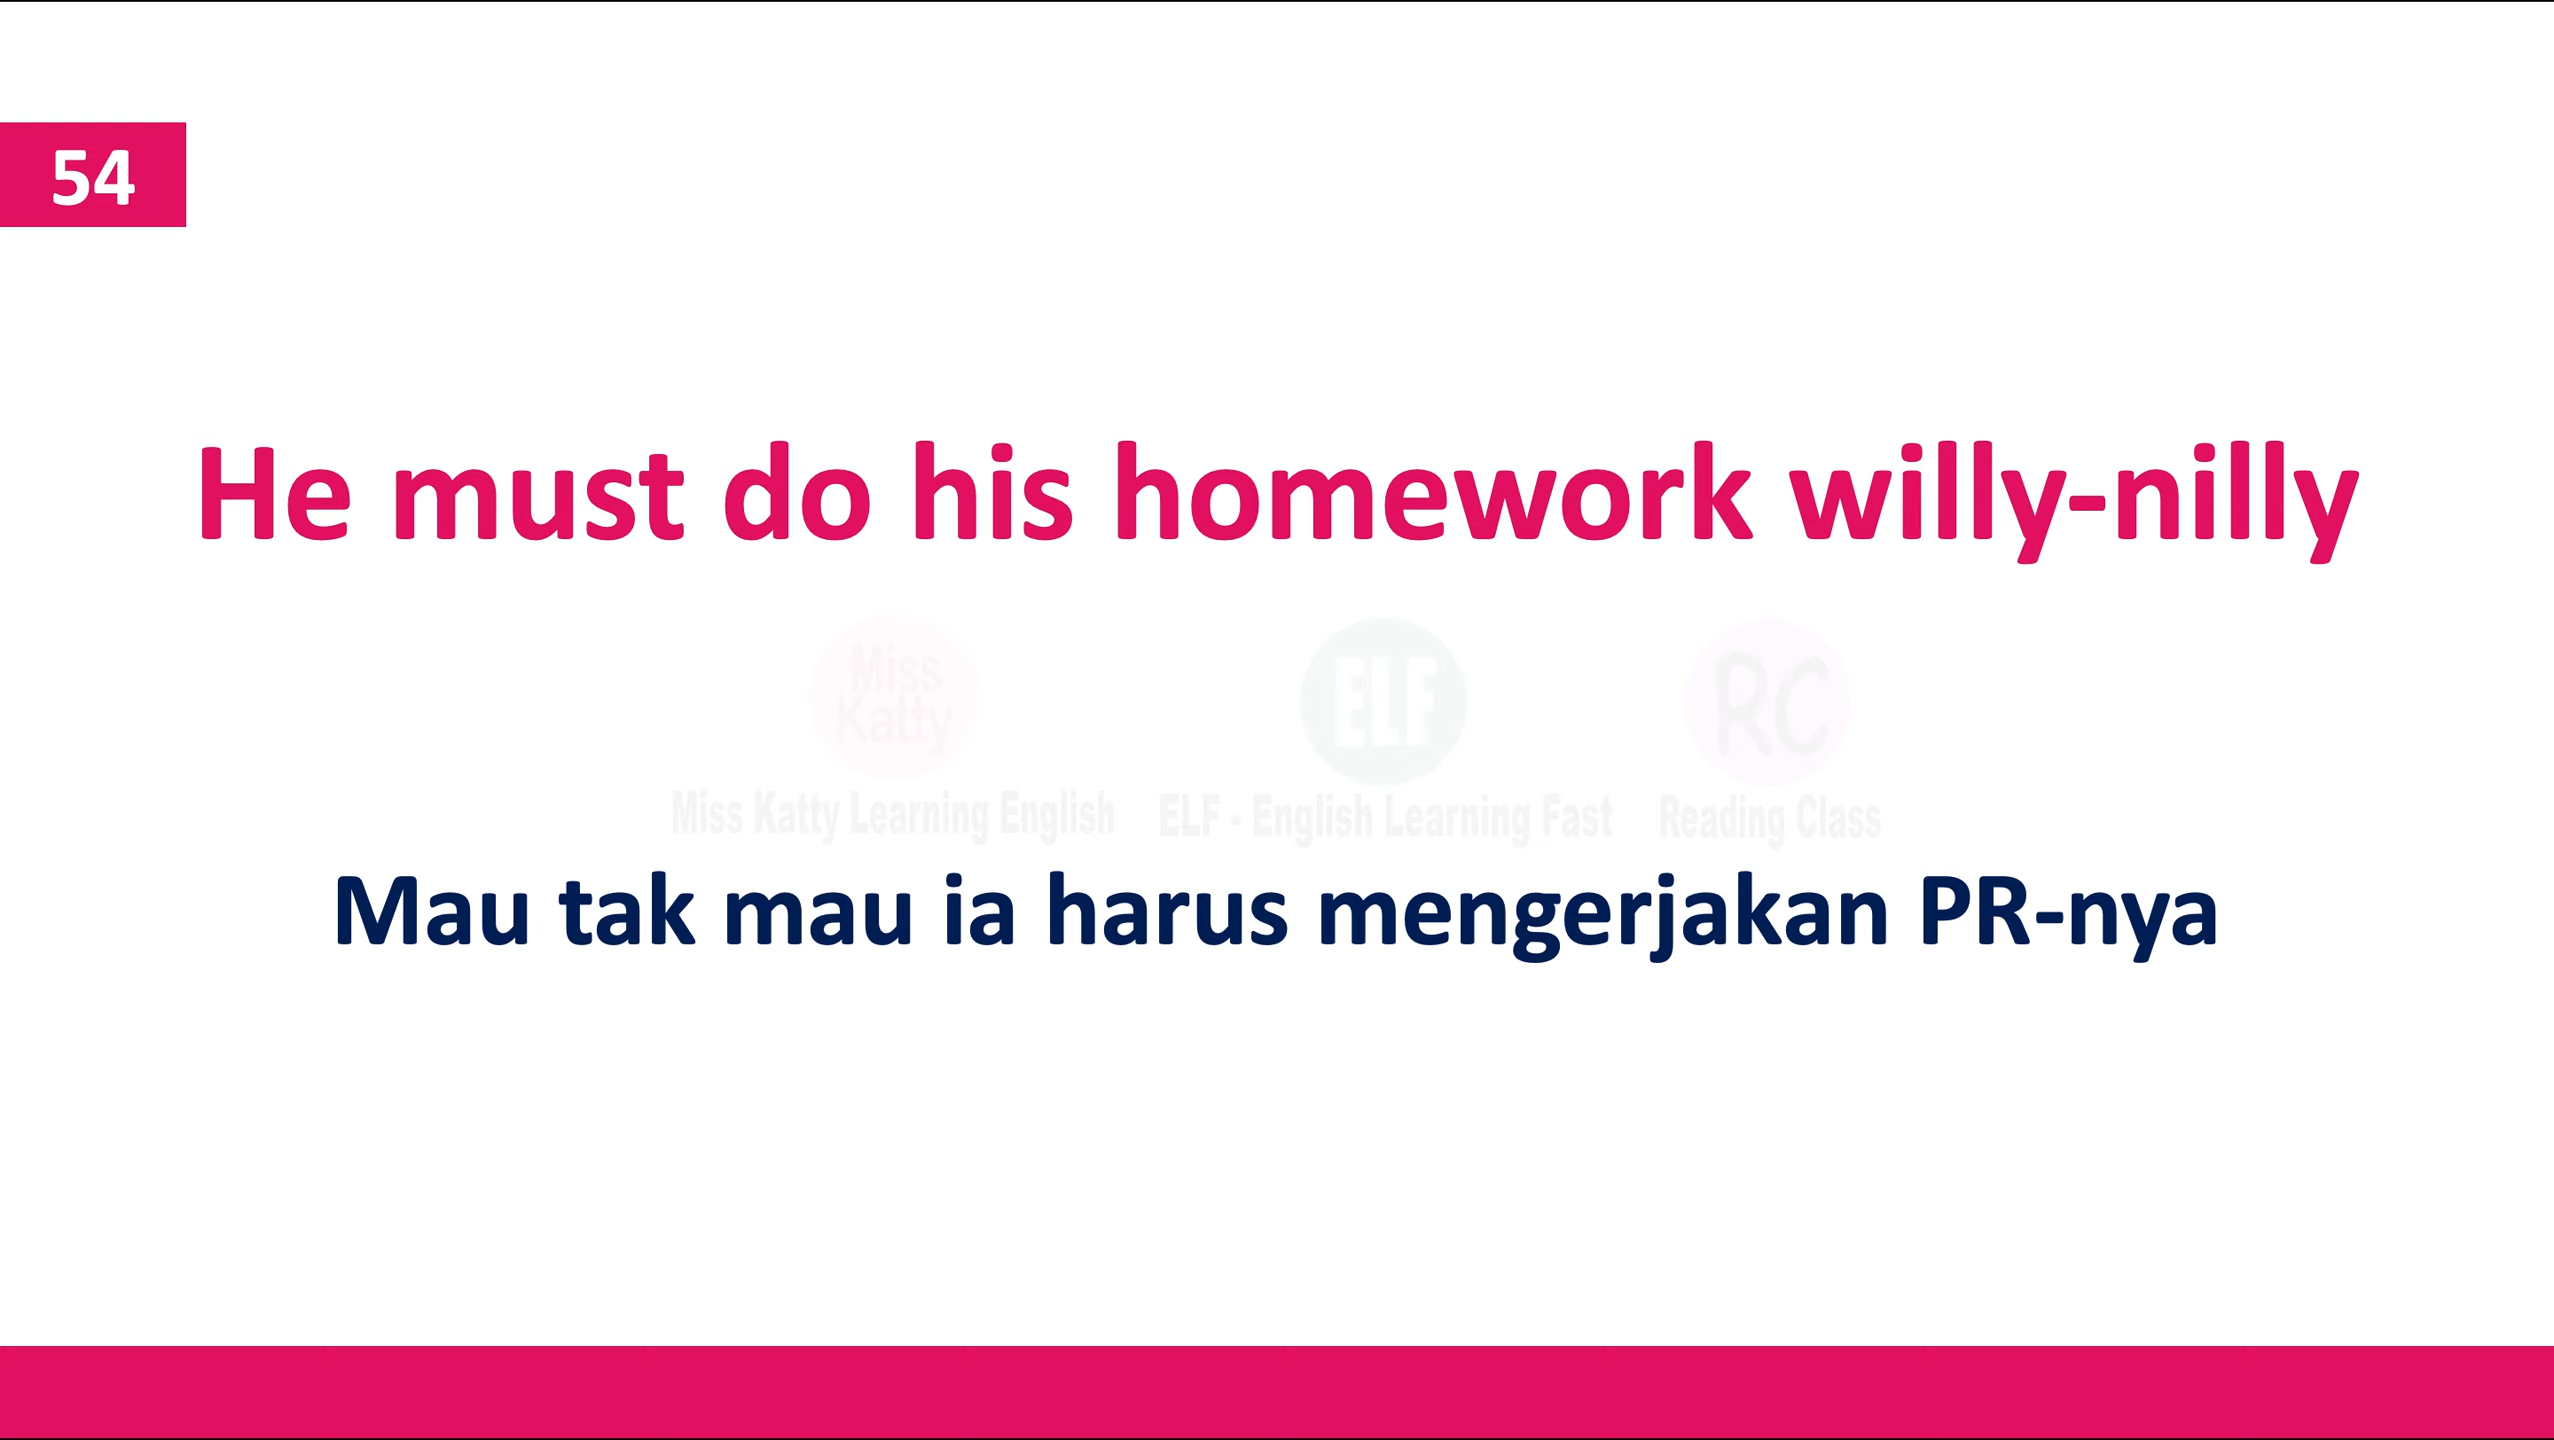 54
He must do his homework willy-nilly
Miss
Katty
ELF
RC
Miss Katty Learning English
ELF - English Learning Fast
Reading Class
Mau tak mau ia harus mengerjakan PR-nya